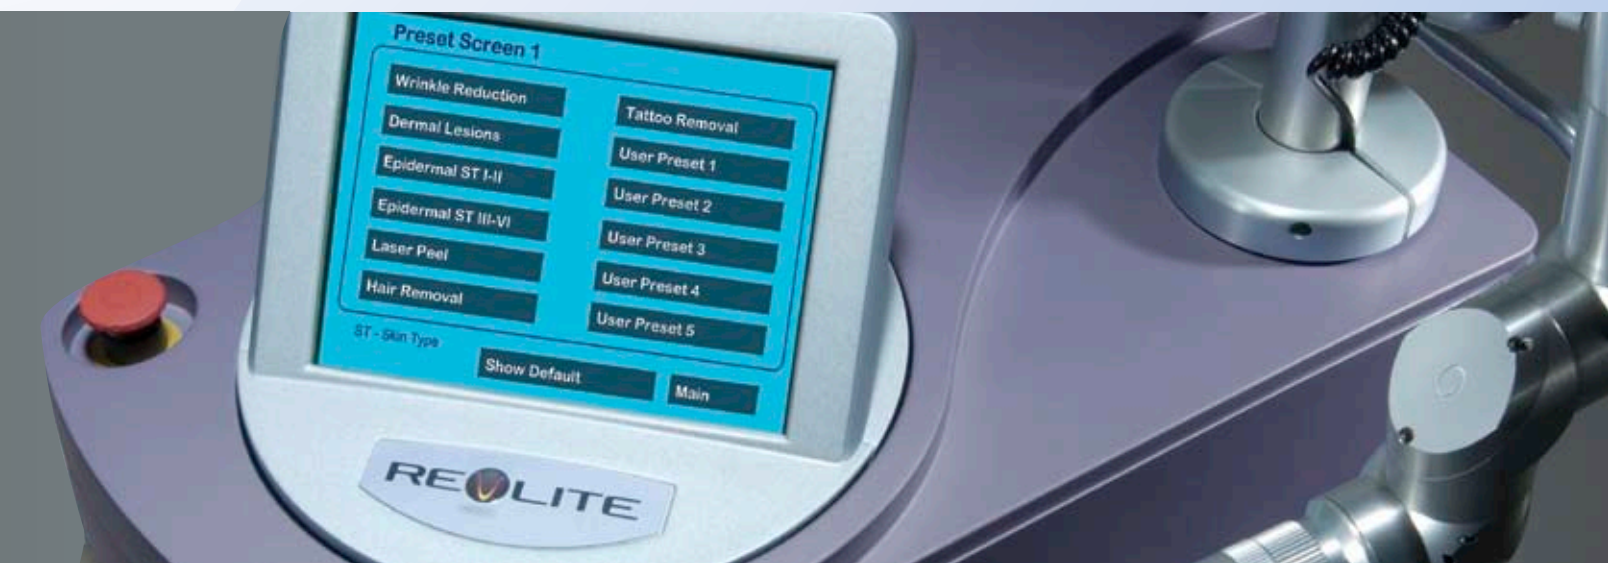 Preset Screen 1
Wrinkle Reduction
Dermal Lesions
Epidermal ST I-II
Epidermal ST III-VI
Laser Peel
Hair Removal
Tattoo Removal
User Preset 1
User Preset 2
User Preset 3
User Preset 4
User Preset 5
ST - Skin Type
Show Default
Main
REVLITE